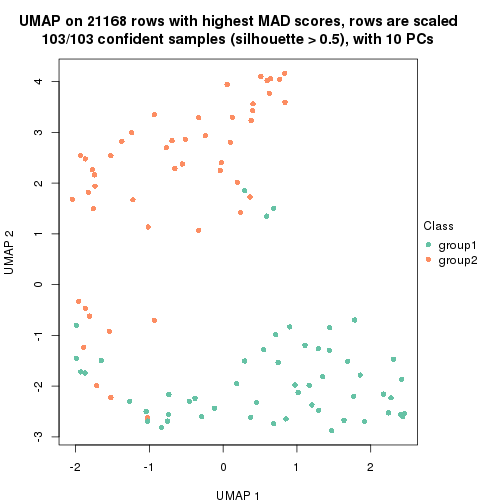 UMAP on 21168 rows with highest MAD scores, rows are scaled
103/103 confident samples (silhouette > 0.5), with 10 PCs
4
3
2
1
0
-1
-2
-3
UMAP 2
-2
-1
0
1
2
UMAP 1
Class
group1
group2